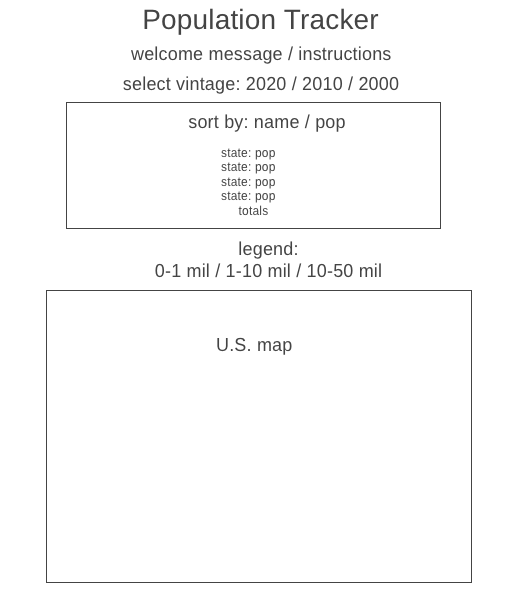 Population Tracker
welcome message / instructions
select vintage: 2020 / 2010 / 2000
sort by: name / pop
state: pop
state: pop
state: pop
state: pop
totals
legend:
0-1 mil / 1-10 mil / 10-50 mil
U.S. map